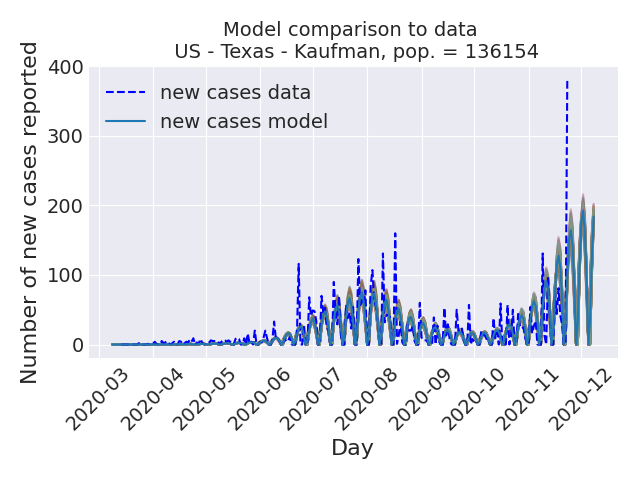 Model comparison to data
US - Texas - Kaufman, pop. = 136154
Number of new cases reported
400
300
200
100
0
new cases data
new cases model
2020-03
2020-04
2020-05
2020-06
2020-07
2020-08
2020-09
2020-10
2020-11
2020-12
Day